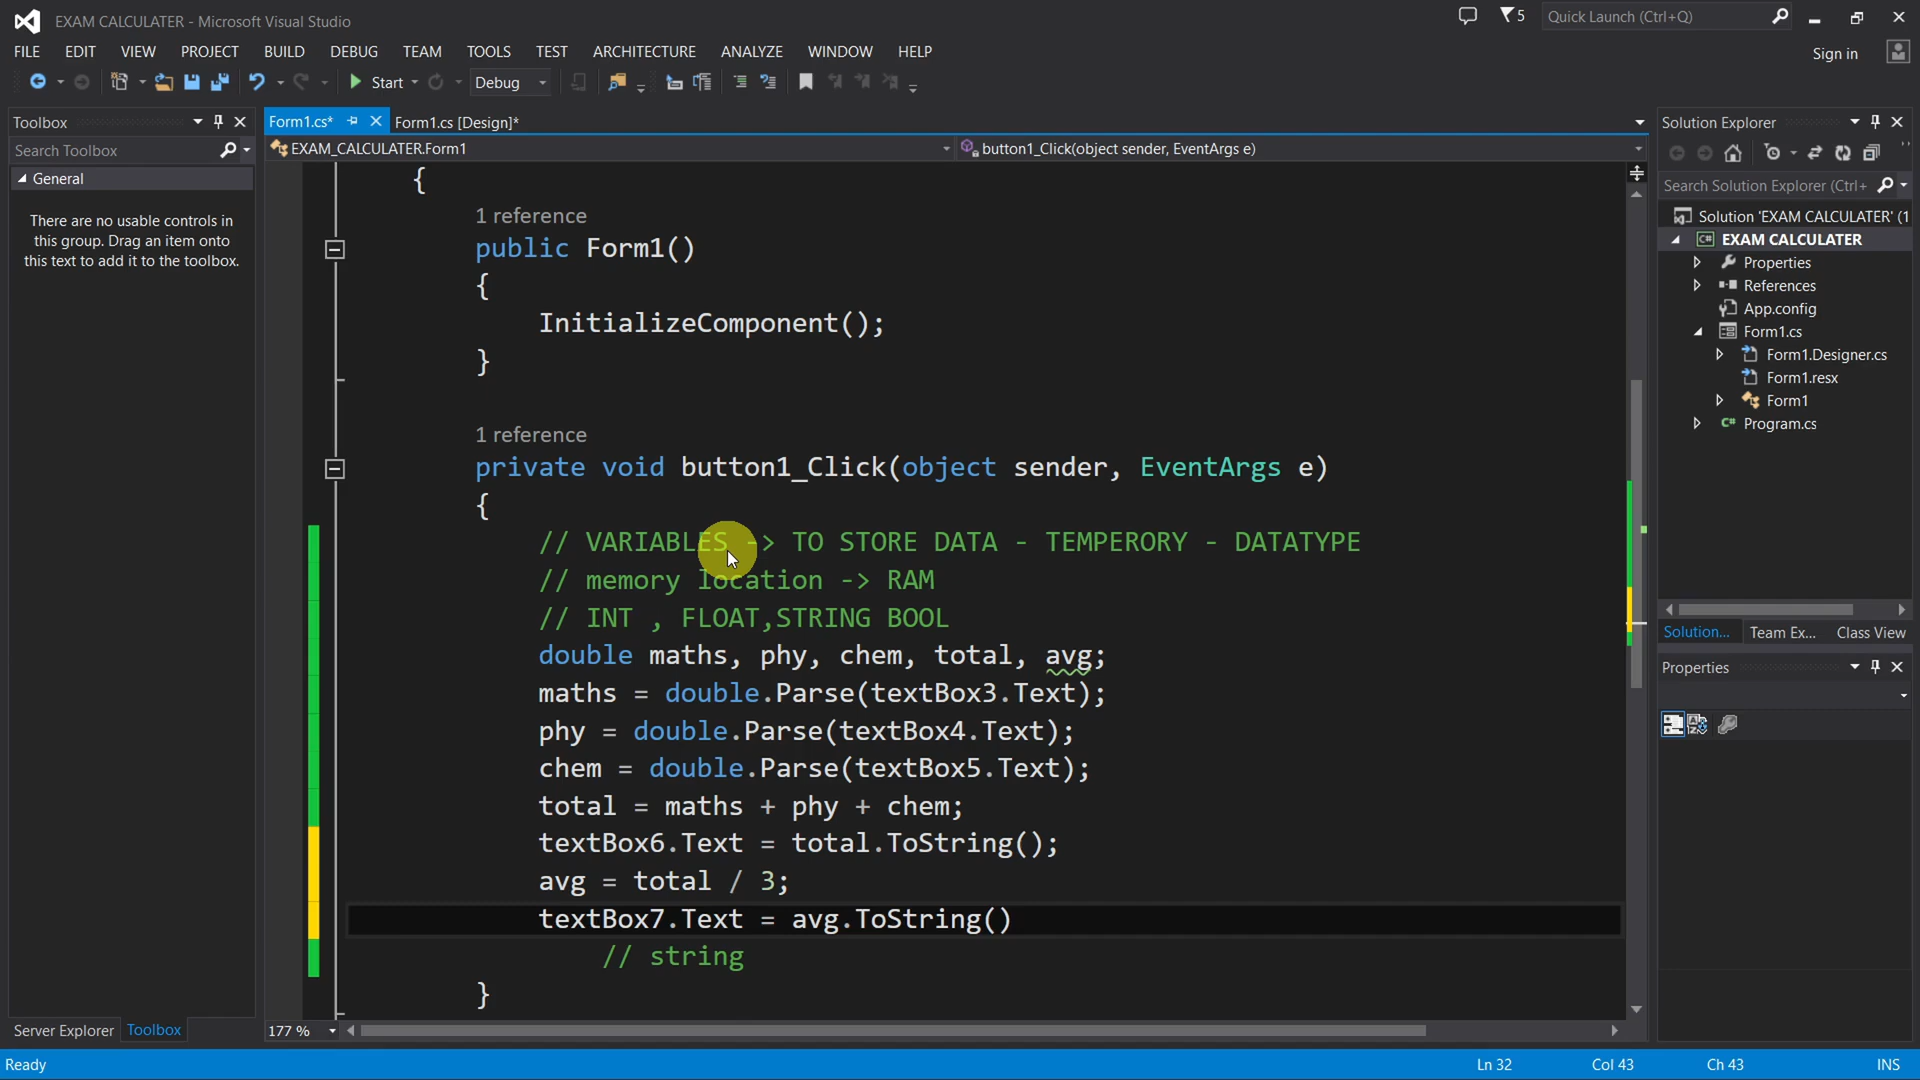 EXAM CALCULATER - Microsoft Visual Studio
5
Quick Launch (Ctrl+Q)
FILE EDIT VIEW PROJECT BUILD DEBUG TEAM TOOLS TEST ARCHITECTURE ANALYZE WINDOW HELP
Sign in
Start Debug
Toolbox
Search Toolbox
General
There are no usable controls in
this group. Drag an item onto
this text to add it to the toolbox.
Server Explorer Toolbox
Form1.cs* Form1.cs [Design]*
EXAM_CALCULATER.Form1 button1_Click(object sender, EventArgs e)
{
1 reference
public Form1()
{
InitializeComponent();
}
1 reference
private void button1_Click(object sender, EventArgs e)
{
// VARIABLES -> TO STORE DATA - TEMPERORY - DATATYPE
// memory location -> RAM
// INT , FLOAT,STRING BOOL
double maths, phy, chem, total, avg;
maths = double.Parse(textBox3.Text);
phy = double.Parse(textBox4.Text);
chem = double.Parse(textBox5.Text);
total = maths + phy + chem;
textBox6.Text = total.ToString();
avg = total / 3;
textBox7.Text = avg.ToString()
// string
}
177 %
Solution Explorer
Search Solution Explorer (Ctrl+
Solution 'EXAM CALCULATER' (1
C# EXAM CALCULATER
Properties
References
App.config
Form1.cs
Form1.Designer.cs
Form1.resx
Form1
C# Program.cs
Solution... Team Ex... Class View
Properties
Ready Ln 32 Col 43 Ch 43 INS